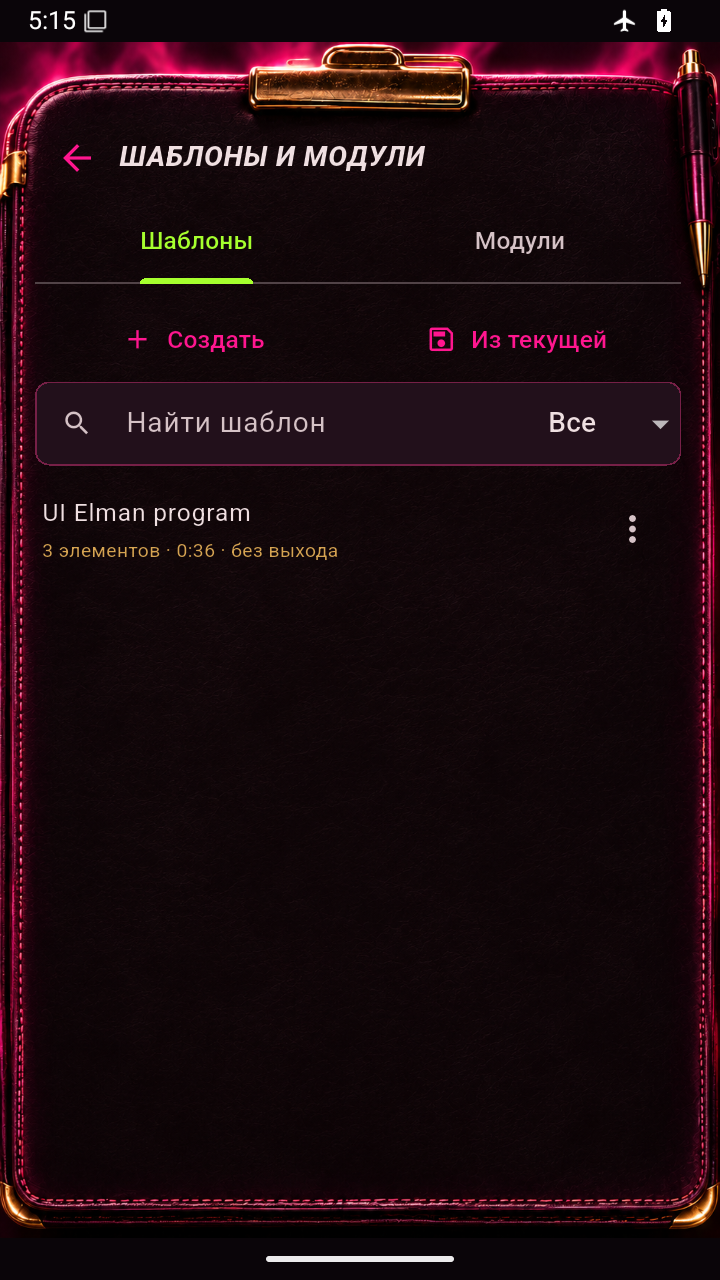 5:15
ШАБЛОНЫ И МОДУЛИ
Шаблоны
Модули
Создать
Из текущей
Найти шаблон
Все
UI Elman program
3 элементов · 0:36 · без выхода